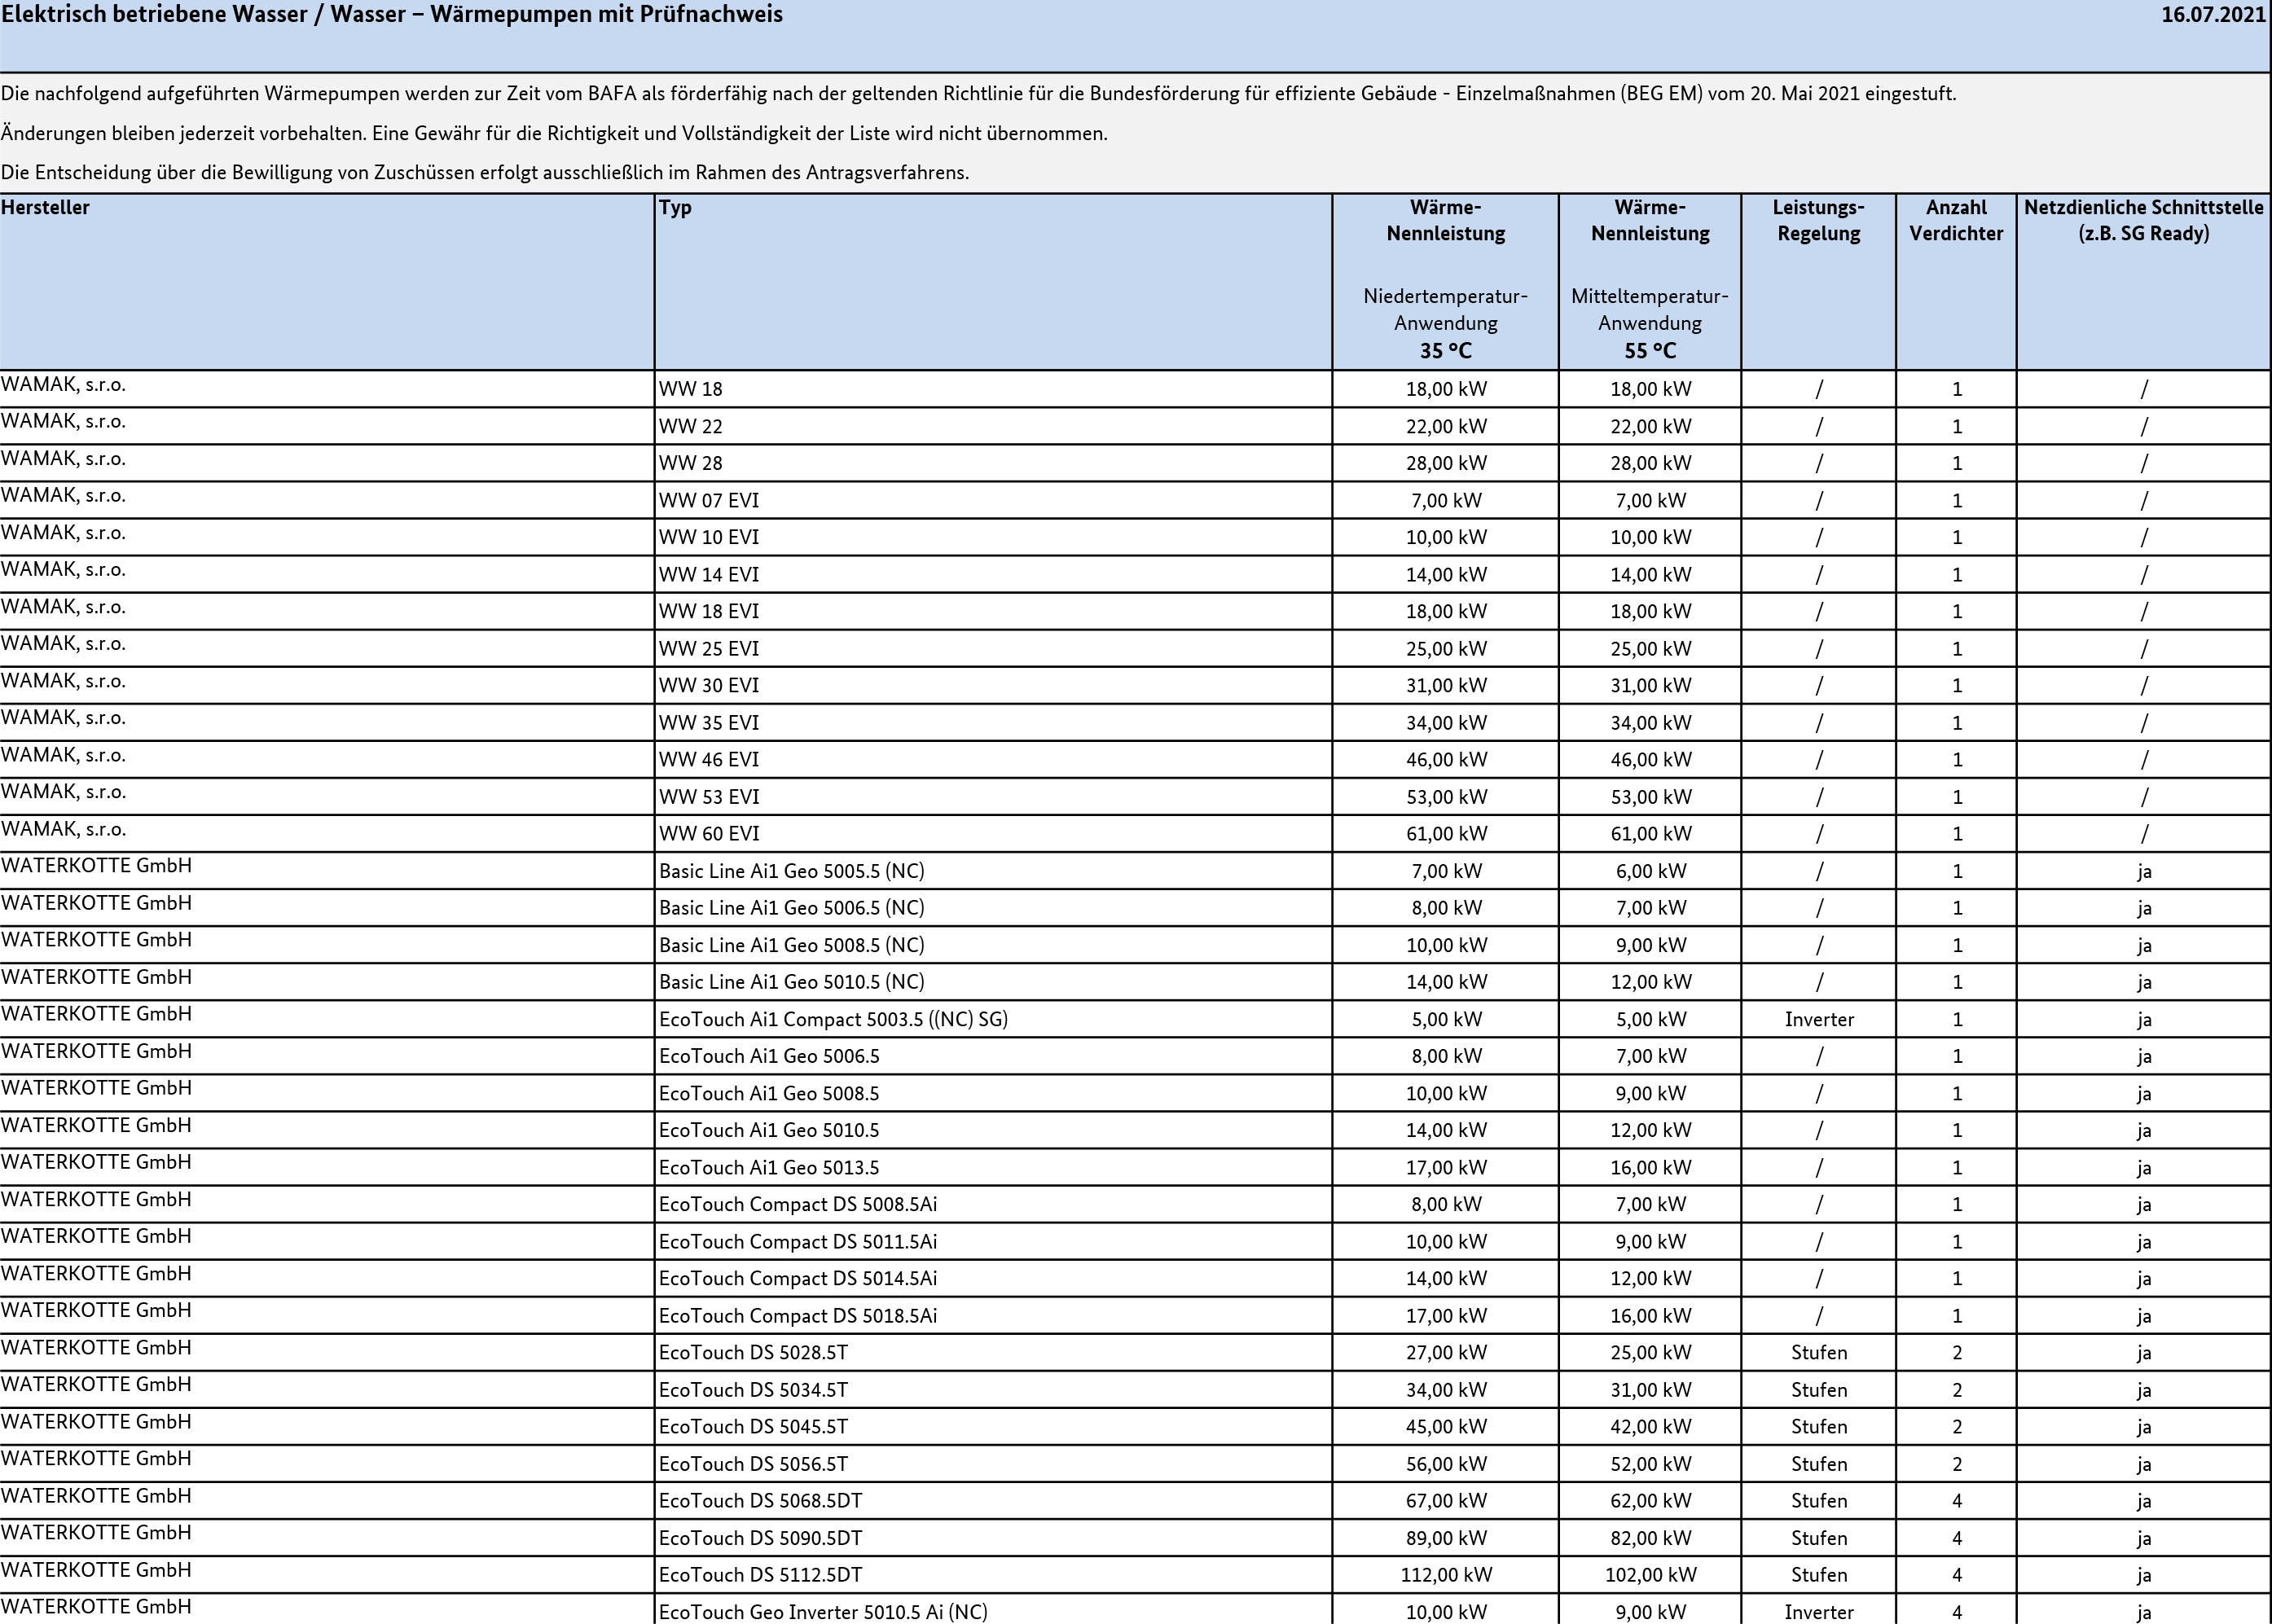 Elektrisch betriebene Wasser / Wasser – Wärmepumpen mit Prüfnachweis 16.07.2021
Die nachfolgend aufgeführten Wärmepumpen werden zur Zeit vom BAFA als förderfähig nach der geltenden Richtlinie für die Bundesförderung für effiziente Gebäude - Einzelmaßnahmen (BEG EM) vom 20. Mai 2021 eingestuft.
Änderungen bleiben jederzeit vorbehalten. Eine Gewähr für die Richtigkeit und Vollständigkeit der Liste wird nicht übernommen.
Die Entscheidung über die Bewilligung von Zuschüssen erfolgt ausschließlich im Rahmen des Antragsverfahrens.
Hersteller Typ Wärme- Wärme- Leistungs- Anzahl Netzdienliche Schnittstelle
Nennleistung Nennleistung Regelung Verdichter (z.B. SG Ready)
Niedertemperatur- Mitteltemperatur-
Anwendung Anwendung
35 °C 55 °C
WAMAK, s.r.o. WW 18 18,00 kW 18,00 kW / 1 /
WAMAK, s.r.o. WW 22 22,00 kW 22,00 kW / 1 /
WAMAK, s.r.o. WW 28 28,00 kW 28,00 kW / 1 /
WAMAK, s.r.o. WW 07 EVI 7,00 kW 7,00 kW / 1 /
WAMAK, s.r.o. WW 10 EVI 10,00 kW 10,00 kW / 1 /
WAMAK, s.r.o. WW 14 EVI 14,00 kW 14,00 kW / 1 /
WAMAK, s.r.o. WW 18 EVI 18,00 kW 18,00 kW / 1 /
WAMAK, s.r.o. WW 25 EVI 25,00 kW 25,00 kW / 1 /
WAMAK, s.r.o. WW 30 EVI 31,00 kW 31,00 kW / 1 /
WAMAK, s.r.o. WW 35 EVI 34,00 kW 34,00 kW / 1 /
WAMAK, s.r.o. WW 46 EVI 46,00 kW 46,00 kW / 1 /
WAMAK, s.r.o. WW 53 EVI 53,00 kW 53,00 kW / 1 /
WAMAK, s.r.o. WW 60 EVI 61,00 kW 61,00 kW / 1 /
WATERKOTTE GmbH Basic Line Ai1 Geo 5005.5 (NC) 7,00 kW 6,00 kW / 1 ja
WATERKOTTE GmbH Basic Line Ai1 Geo 5006.5 (NC) 8,00 kW 7,00 kW / 1 ja
WATERKOTTE GmbH Basic Line Ai1 Geo 5008.5 (NC) 10,00 kW 9,00 kW / 1 ja
WATERKOTTE GmbH Basic Line Ai1 Geo 5010.5 (NC) 14,00 kW 12,00 kW / 1 ja
WATERKOTTE GmbH EcoTouch Ai1 Compact 5003.5 ((NC) SG) 5,00 kW 5,00 kW Inverter 1 ja
WATERKOTTE GmbH EcoTouch Ai1 Geo 5006.5 8,00 kW 7,00 kW / 1 ja
WATERKOTTE GmbH EcoTouch Ai1 Geo 5008.5 10,00 kW 9,00 kW / 1 ja
WATERKOTTE GmbH EcoTouch Ai1 Geo 5010.5 14,00 kW 12,00 kW / 1 ja
WATERKOTTE GmbH EcoTouch Ai1 Geo 5013.5 17,00 kW 16,00 kW / 1 ja
WATERKOTTE GmbH EcoTouch Compact DS 5008.5Ai 8,00 kW 7,00 kW / 1 ja
WATERKOTTE GmbH EcoTouch Compact DS 5011.5Ai 10,00 kW 9,00 kW / 1 ja
WATERKOTTE GmbH EcoTouch Compact DS 5014.5Ai 14,00 kW 12,00 kW / 1 ja
WATERKOTTE GmbH EcoTouch Compact DS 5018.5Ai 17,00 kW 16,00 kW / 1 ja
WATERKOTTE GmbH EcoTouch DS 5028.5T 27,00 kW 25,00 kW Stufen 2 ja
WATERKOTTE GmbH EcoTouch DS 5034.5T 34,00 kW 31,00 kW Stufen 2 ja
WATERKOTTE GmbH EcoTouch DS 5045.5T 45,00 kW 42,00 kW Stufen 2 ja
WATERKOTTE GmbH EcoTouch DS 5056.5T 56,00 kW 52,00 kW Stufen 2 ja
WATERKOTTE GmbH EcoTouch DS 5068.5DT 67,00 kW 62,00 kW Stufen 4 ja
WATERKOTTE GmbH EcoTouch DS 5090.5DT 89,00 kW 82,00 kW Stufen 4 ja
WATERKOTTE GmbH EcoTouch DS 5112.5DT 112,00 kW 102,00 kW Stufen 4 ja
WATERKOTTE GmbH EcoTouch Geo Inverter 5010.5 Ai (NC) 10,00 kW 9,00 kW Inverter 4 ja